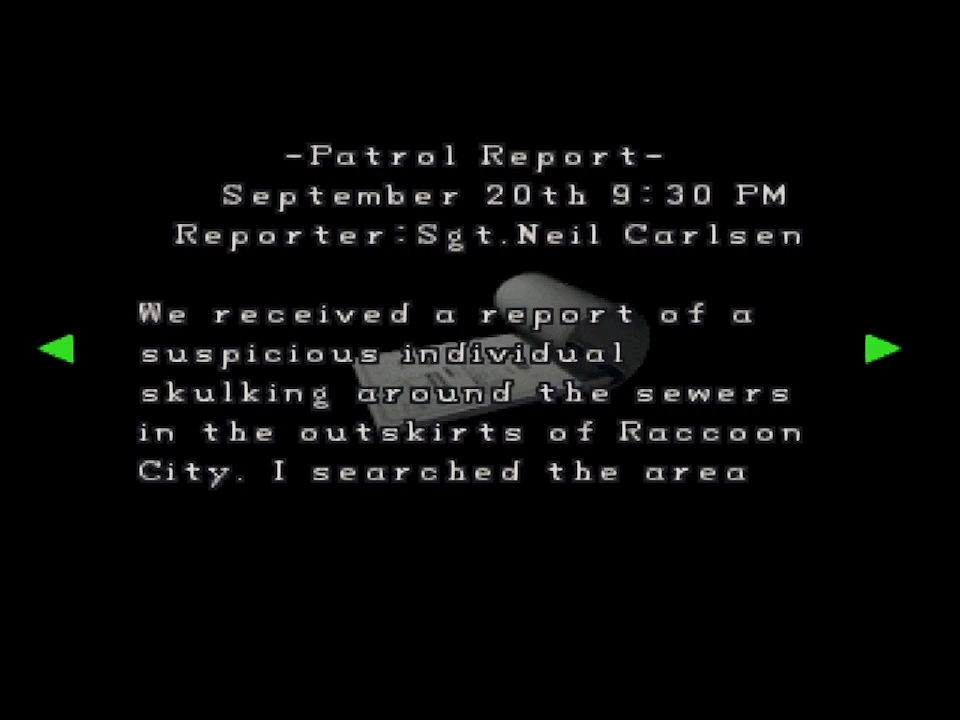 -Patrol Report-
September 20th 9:30 PM
Reporter:Sgt.Neil Carlsen
We received a report of a
suspicious individual
skulking around the sewers
in the outskirts of Raccoon
City. I searched the area